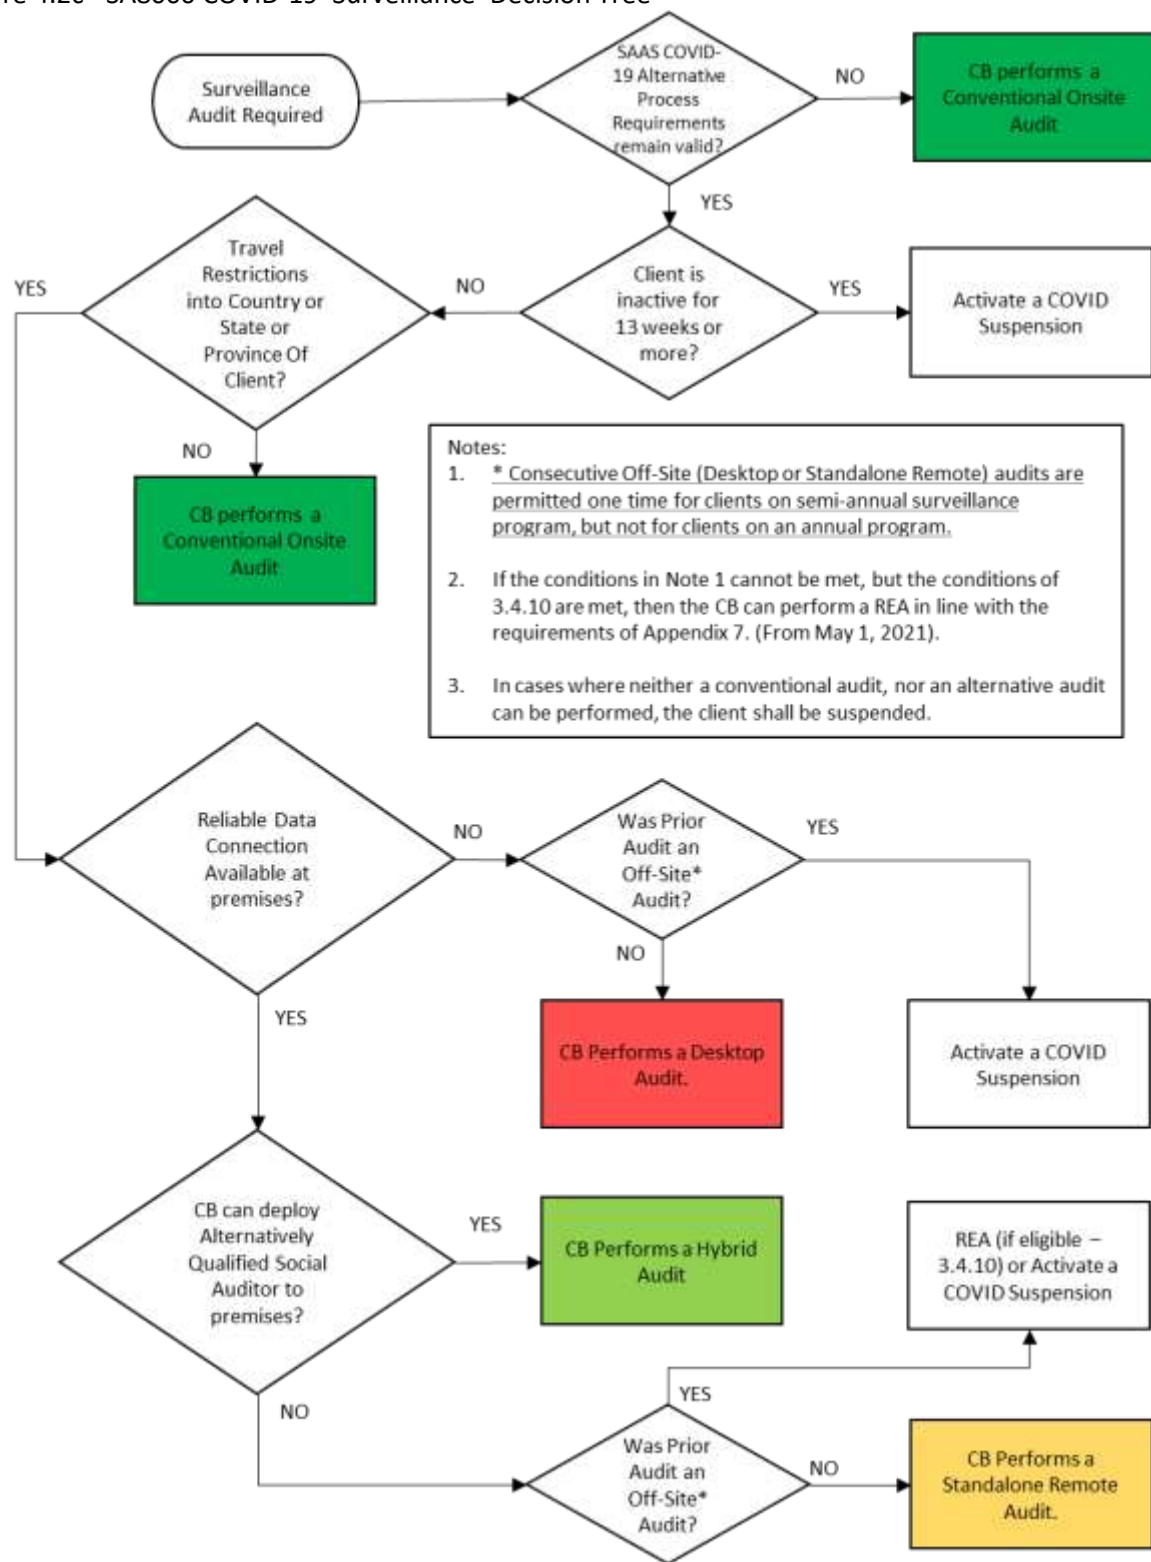 SA8000 COVID-19 Surveillance Decision Tree
Surveillance
Audit Required
SAAS COVID-
19 Alternative
Process
Requirements
remain valid?
NO
CB performs a
Conventional Onsite
Audit
YES
Travel
Restrictions
into Country or
State or
Province Of
Client?
YES
NO
Client is
inactive for
13 weeks or
more?
YES
Activate a COVID
Suspension
NO
CB performs a
Conventional Onsite
Audit
Notes:
1. * Consecutive Off-Site (Desktop or Standalone Remote) audits are
permitted one time for clients on semi-annual surveillance
program, but not for clients on an annual program.
2. If the conditions in Note 1 cannot be met, but the conditions of
3.4.10 are met, then the CB can perform a REA in line with the
requirements of Appendix 7. (From May 1, 2021).
3. In cases where neither a conventional audit, nor an alternative audit
can be performed, the client shall be suspended.
Reliable Data
Connection
Available at
premises?
NO
Was Prior
Audit an
Off-Site*
Audit?
YES
NO
YES
CB Performs a Desktop
Audit.
Activate a COVID
Suspension
CB can deploy
Alternatively
Qualified Social
Auditor to
premises?
YES
CB Performs a Hybrid
Audit
REA (if eligible –
3.4.10) or Activate a
COVID Suspension
NO
YES
Was Prior
Audit an
Off-Site*
Audit?
NO
CB Performs a
Standalone Remote
Audit.